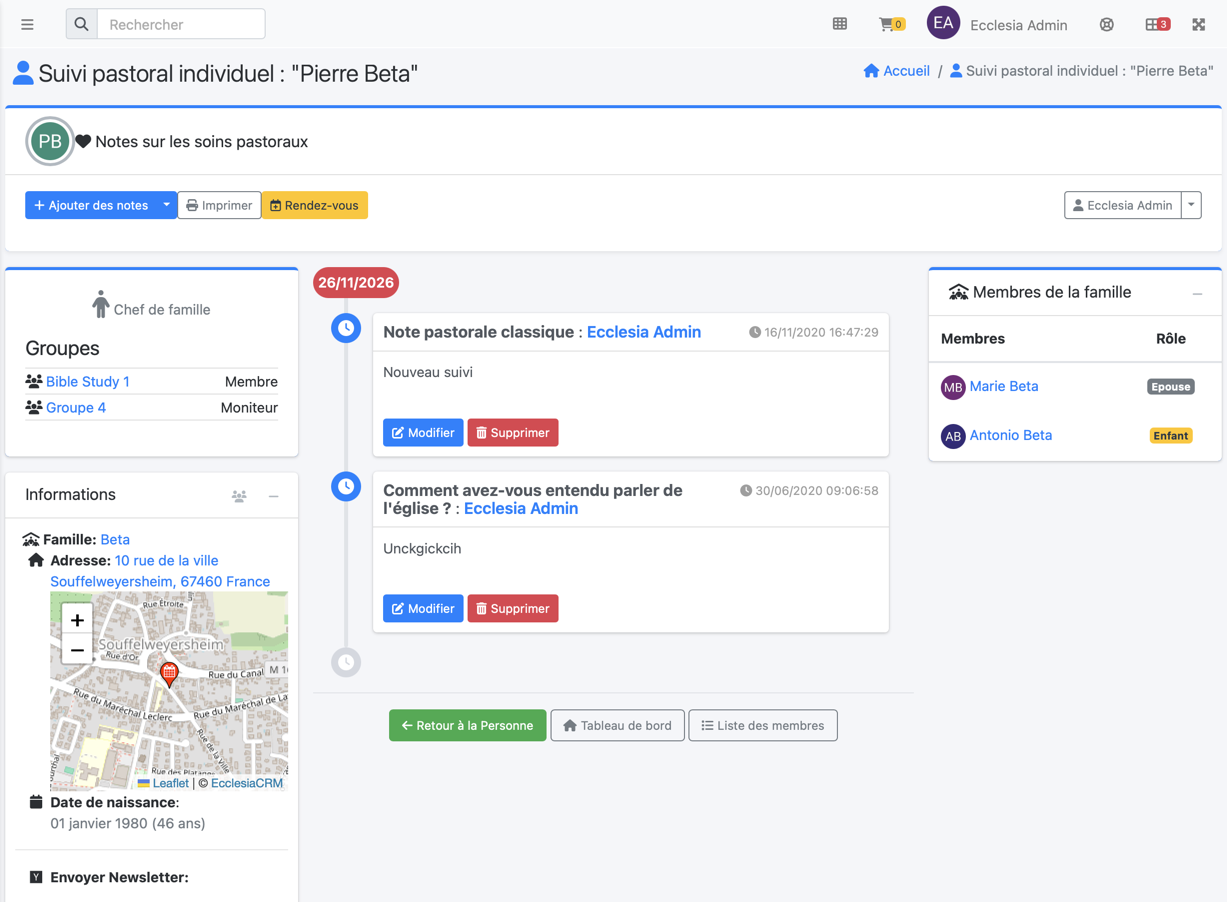 Rechercher
0
EA
Ecclesia Admin
3
Suivi pastoral individuel : "Pierre Beta"
Accueil / Suivi pastoral individuel : "Pierre Beta"
PB
Notes sur les soins pastoraux
+ Ajouter des notes
Imprimer
Rendez-vous
Ecclesia Admin
Chef de famille
Groupes
Bible Study 1 Membre
Groupe 4 Moniteur
Informations
Famille: Beta
Adresse: 10 rue de la ville
Souffelweyersheim, 67460 France
+
−
Rue Étroite
Souffelweyersheim
Rue d'Or
Rue du Canal
Rue du Maréchal Leclerc
Rue du Maréchal de La
Rue de la Ville
Leaflet | © EcclesiaCRM
Date de naissance:
01 janvier 1980 (46 ans)
Envoyer Newsletter:
26/11/2026
Note pastorale classique : Ecclesia Admin
16/11/2020 16:47:29
Nouveau suivi
Modifier
Supprimer
Comment avez-vous entendu parler de
l'église ? : Ecclesia Admin
30/06/2020 09:06:58
Unckgickcih
Modifier
Supprimer
Retour à la Personne
Tableau de bord
Liste des membres
Membres de la famille
Membres Rôle
MB Marie Beta Epouse
AB Antonio Beta Enfant